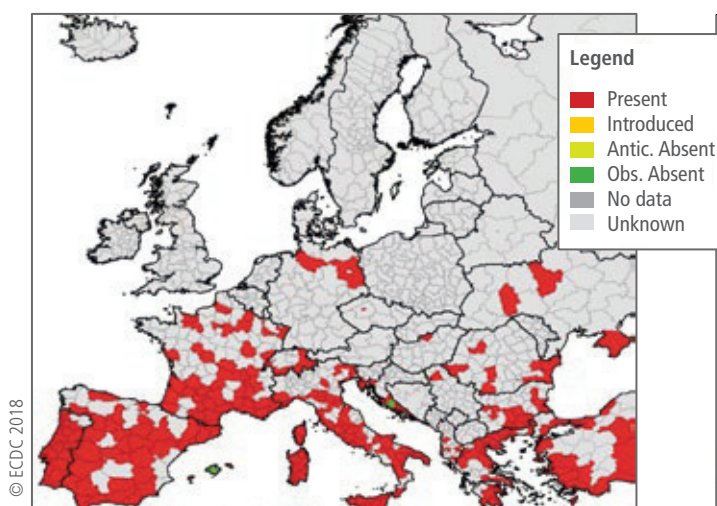 Legend
Present
Introduced
Antic. Absent
Obs. Absent
No data
Unknown
© ECDC 2018